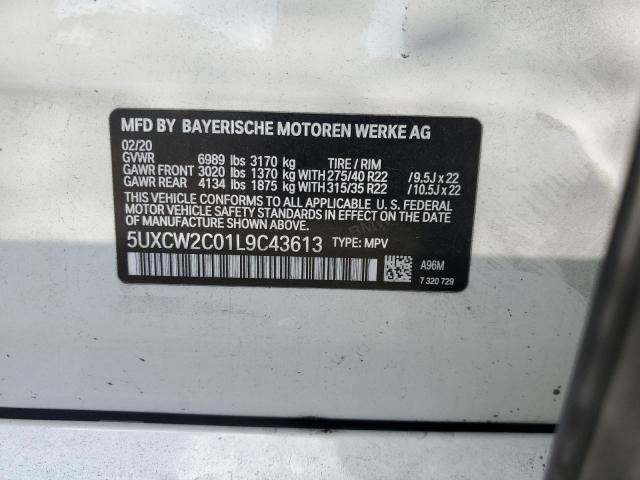 MFD BY BAYERISCHE MOTOREN WERKE AG
02/20
GVWR 6989 lbs 3170 kg TIRE / RIM
GAWR FRONT 3020 lbs 1370 kg WITH 275/40 R22 /9.5J x 22
GAWR REAR 4134 lbs 1875 kg WITH 315/35 R22 /10.5J x 22
THIS VEHICLE CONFORMS TO ALL APPLICABLE U. S. FEDERAL
MOTOR VEHICLE SAFETY STANDARDS IN EFFECT ON THE DATE
OF MANUFACTURE SHOWN ABOVE.
5UXCW2C01L9C43613 TYPE: MPV
A96M
7 320 729